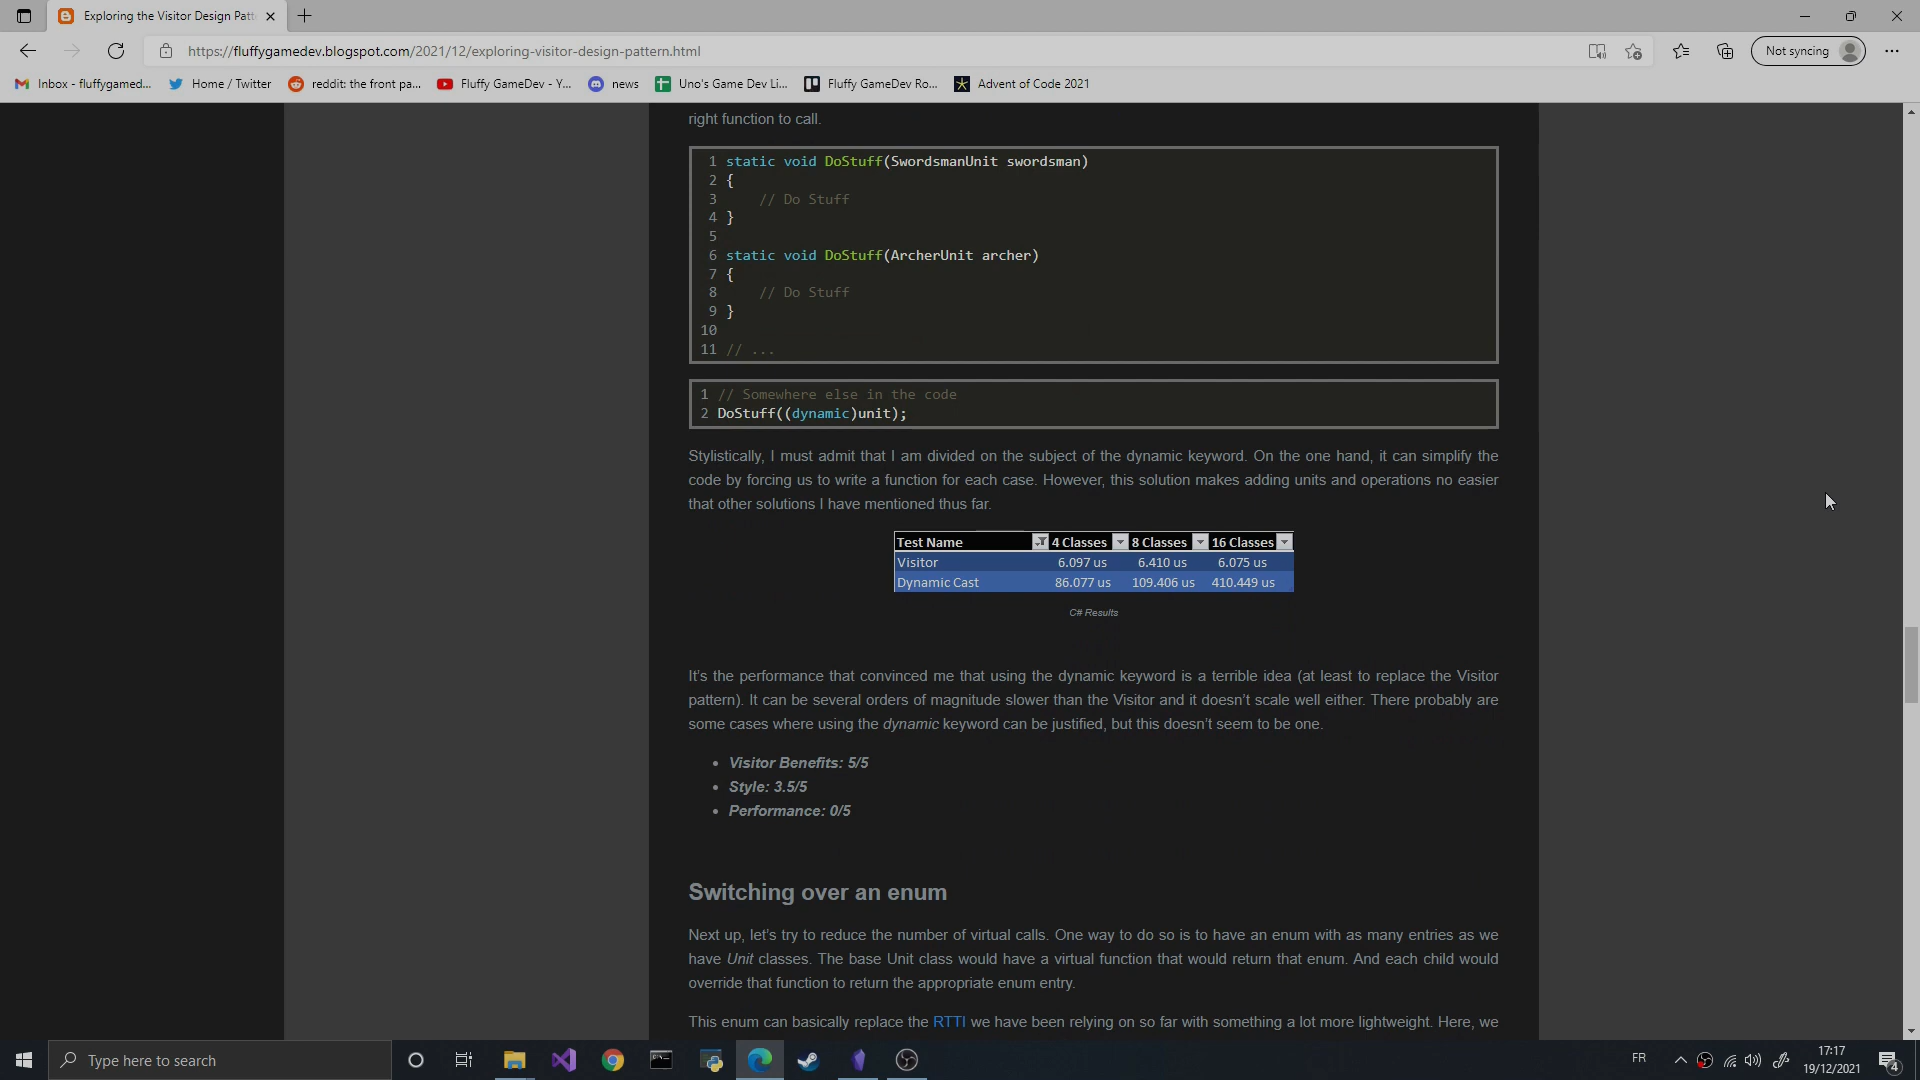 Exploring the Visitor Design Patt
https://fluffygamedev.blogspot.com/2021/12/exploring-visitor-design-pattern.html
Not syncing
Inbox - fluffygamed... Home / Twitter reddit: the front pa... Fluffy GameDev - Y... news Uno's Game Dev Li... Fluffy GameDev Ro... Advent of Code 2021
right function to call.
1 static void DoStuff(SwordsmanUnit swordsman)
2 {
3 // Do Stuff
4 }
5
6 static void DoStuff(ArcherUnit archer)
7 {
8 // Do Stuff
9 }
10
11 // ...
1 // Somewhere else in the code
2 DoStuff((dynamic)unit);
Stylistically, I must admit that I am divided on the subject of the dynamic keyword. On the one hand, it can simplify the
code by forcing us to write a function for each case. However, this solution makes adding units and operations no easier
that other solutions I have mentioned thus far.
Test Name 4 Classes 8 Classes 16 Classes
Visitor 6.097 us 6.410 us 6.075 us
Dynamic Cast 86.077 us 109.406 us 410.449 us
C# Results
It's the performance that convinced me that using the dynamic keyword is a terrible idea (at least to replace the Visitor
pattern). It can be several orders of magnitude slower than the Visitor and it doesn't scale well either. There probably are
some cases where using the dynamic keyword can be justified, but this doesn't seem to be one.
• Visitor Benefits: 5/5
• Style: 3.5/5
• Performance: 0/5
Switching over an enum
Next up, let's try to reduce the number of virtual calls. One way to do so is to have an enum with as many entries as we
have Unit classes. The base Unit class would have a virtual function that would return that enum. And each child would
override that function to return the appropriate enum entry.
This enum can basically replace the RTTI we have been relying on so far with something a lot more lightweight. Here, we
Type here to search
FR
17:17
19/12/2021
4